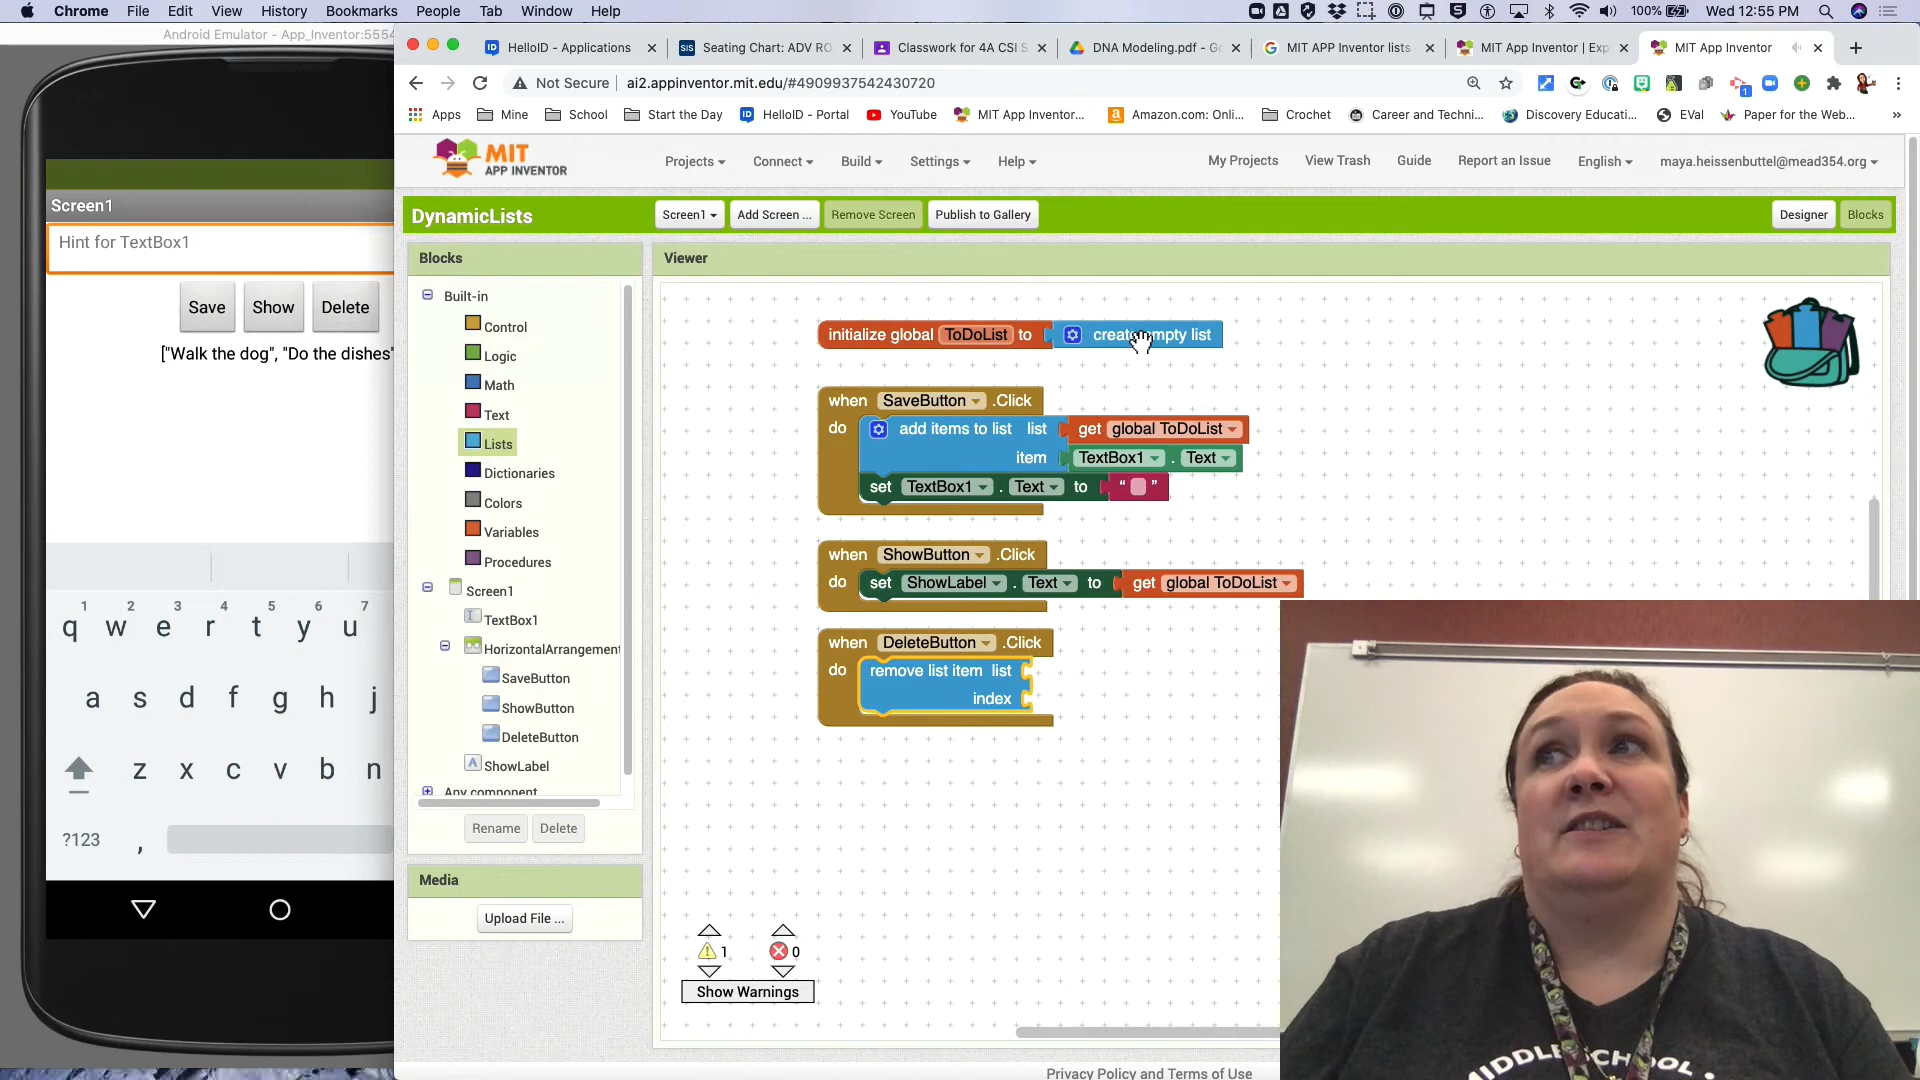 Chrome File Edit View History Bookmarks People Tab Window Help
100% Wed 12:55 PM
Android Emulator - App_Inventor:5554
HelloID - Applications
Seating Chart: ADV RO
Classwork for 4A CSI S
DNA Modeling.pdf - Go
MIT APP Inventor lists
MIT App Inventor | Exp
MIT App Inventor
Not Secure ai2.appinventor.mit.edu/#4909937542430720
Apps Mine School Start the Day HelloID - Portal YouTube MIT App Inventor... Amazon.com: Onli... Crochet Career and Techni... Discovery Educati... EVal Paper for the Web... »
MIT
APP INVENTOR
Projects Connect Build Settings Help My Projects View Trash Guide Report an Issue English maya.heissenbuttel@mead354.org
DynamicLists Screen1 Add Screen ... Remove Screen Publish to Gallery Designer Blocks
Blocks
Built-in
Control
Logic
Math
Text
Lists
Dictionaries
Colors
Variables
Procedures
Screen1
TextBox1
HorizontalArrangement
SaveButton
ShowButton
DeleteButton
ShowLabel
Any component
Rename Delete
Media
Upload File ...
Viewer
initialize global ToDoList to create empty list
when SaveButton .Click
do add items to list list get global ToDoList
item TextBox1 . Text
set TextBox1 . Text to “ ”
when ShowButton .Click
do set ShowLabel . Text to get global ToDoList
when DeleteButton .Click
do remove list item list
index
1 0
Show Warnings
Privacy Policy and Terms of Use
Screen1
Hint for TextBox1
Save Show Delete
["Walk the dog", "Do the dishes"
1 2 3 4 5 6 7
q w e r t y u
a s d f g h j
z x c v b n
?123 ,
MIDDLE SCHOOL